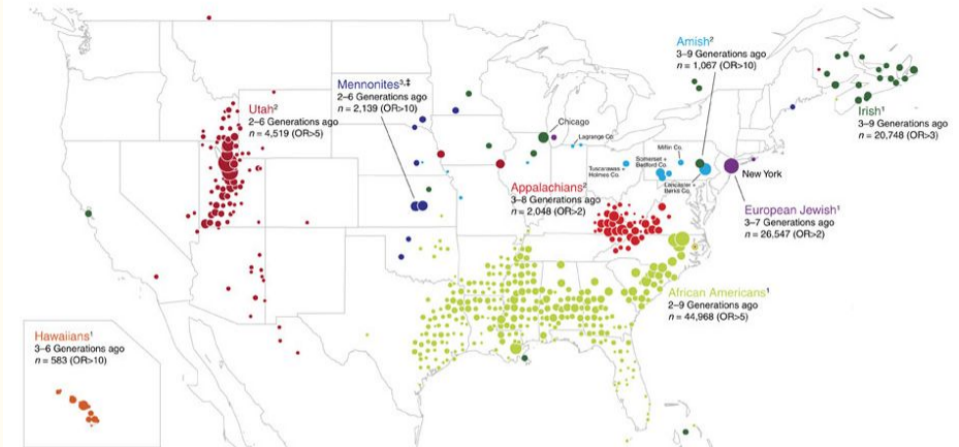 Amish²
3–9 Generations ago
n = 1,067 (OR>10)
Mennonites³,‡
2–6 Generations ago
n = 2,139 (OR>10)
Utah²
2–6 Generations ago
n = 4,519 (OR>5)
Irish¹
3–9 Generations ago
n = 20,748 (OR>3)
Chicago
Lagrange Co.
Mifflin Co.
Somerset +
Bedford Co.
Tuscarawas +
Holmes Co.
Lancaster +
Berks Co.
New York
Appalachians²
3–8 Generations ago
n = 2,048 (OR>2)
European Jewish¹
3–7 Generations ago
n = 26,547 (OR>2)
African Americans¹
2–9 Generations ago
n = 44,968 (OR>5)
Hawaiians¹
3–6 Generations ago
n = 583 (OR>10)